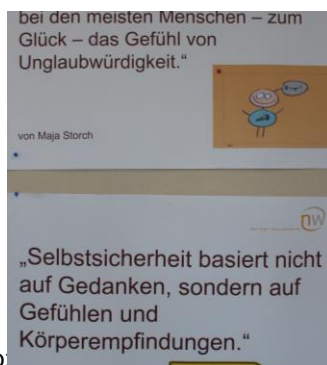 bei den meisten Menschen – zum
Glück – das Gefühl von
Unglaubwürdigkeit.“
von Maja Storch
nw
„Selbstsicherheit basiert nicht
auf Gedanken, sondern auf
Gefühlen und
Körperempfindungen.“